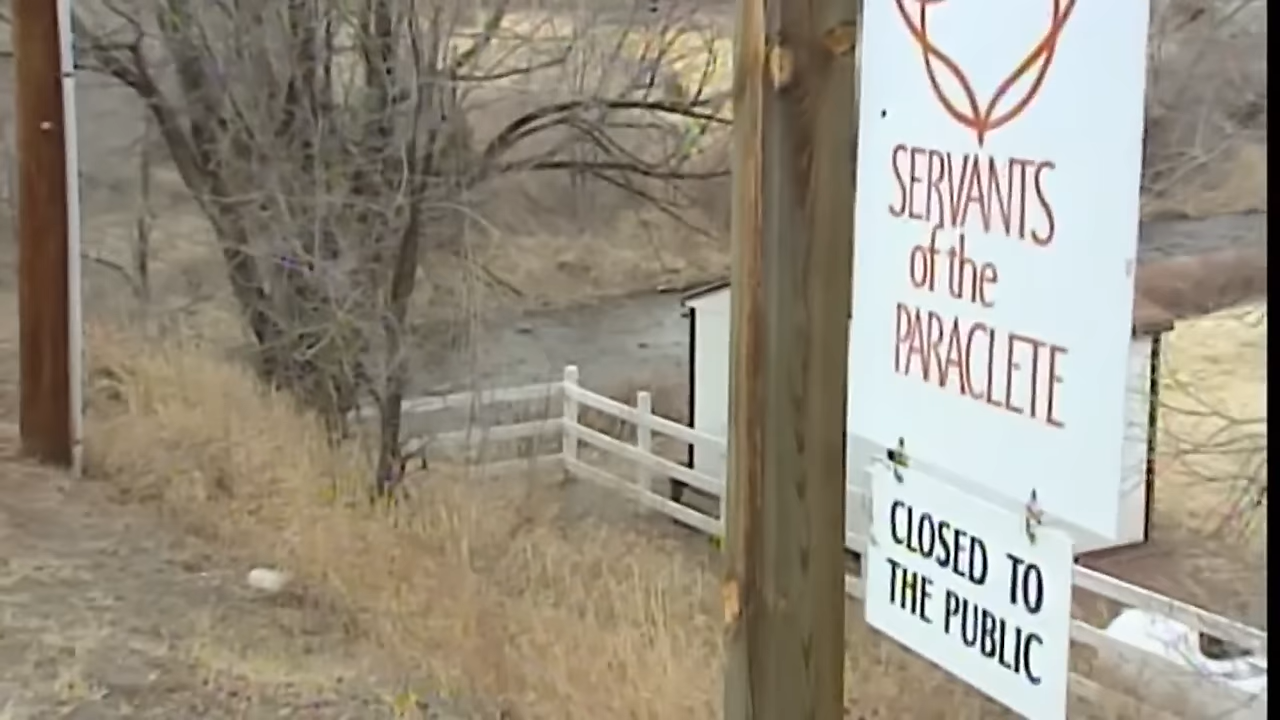 SERVANTS
of the
PARACLETE
CLOSED TO
THE PUBLIC